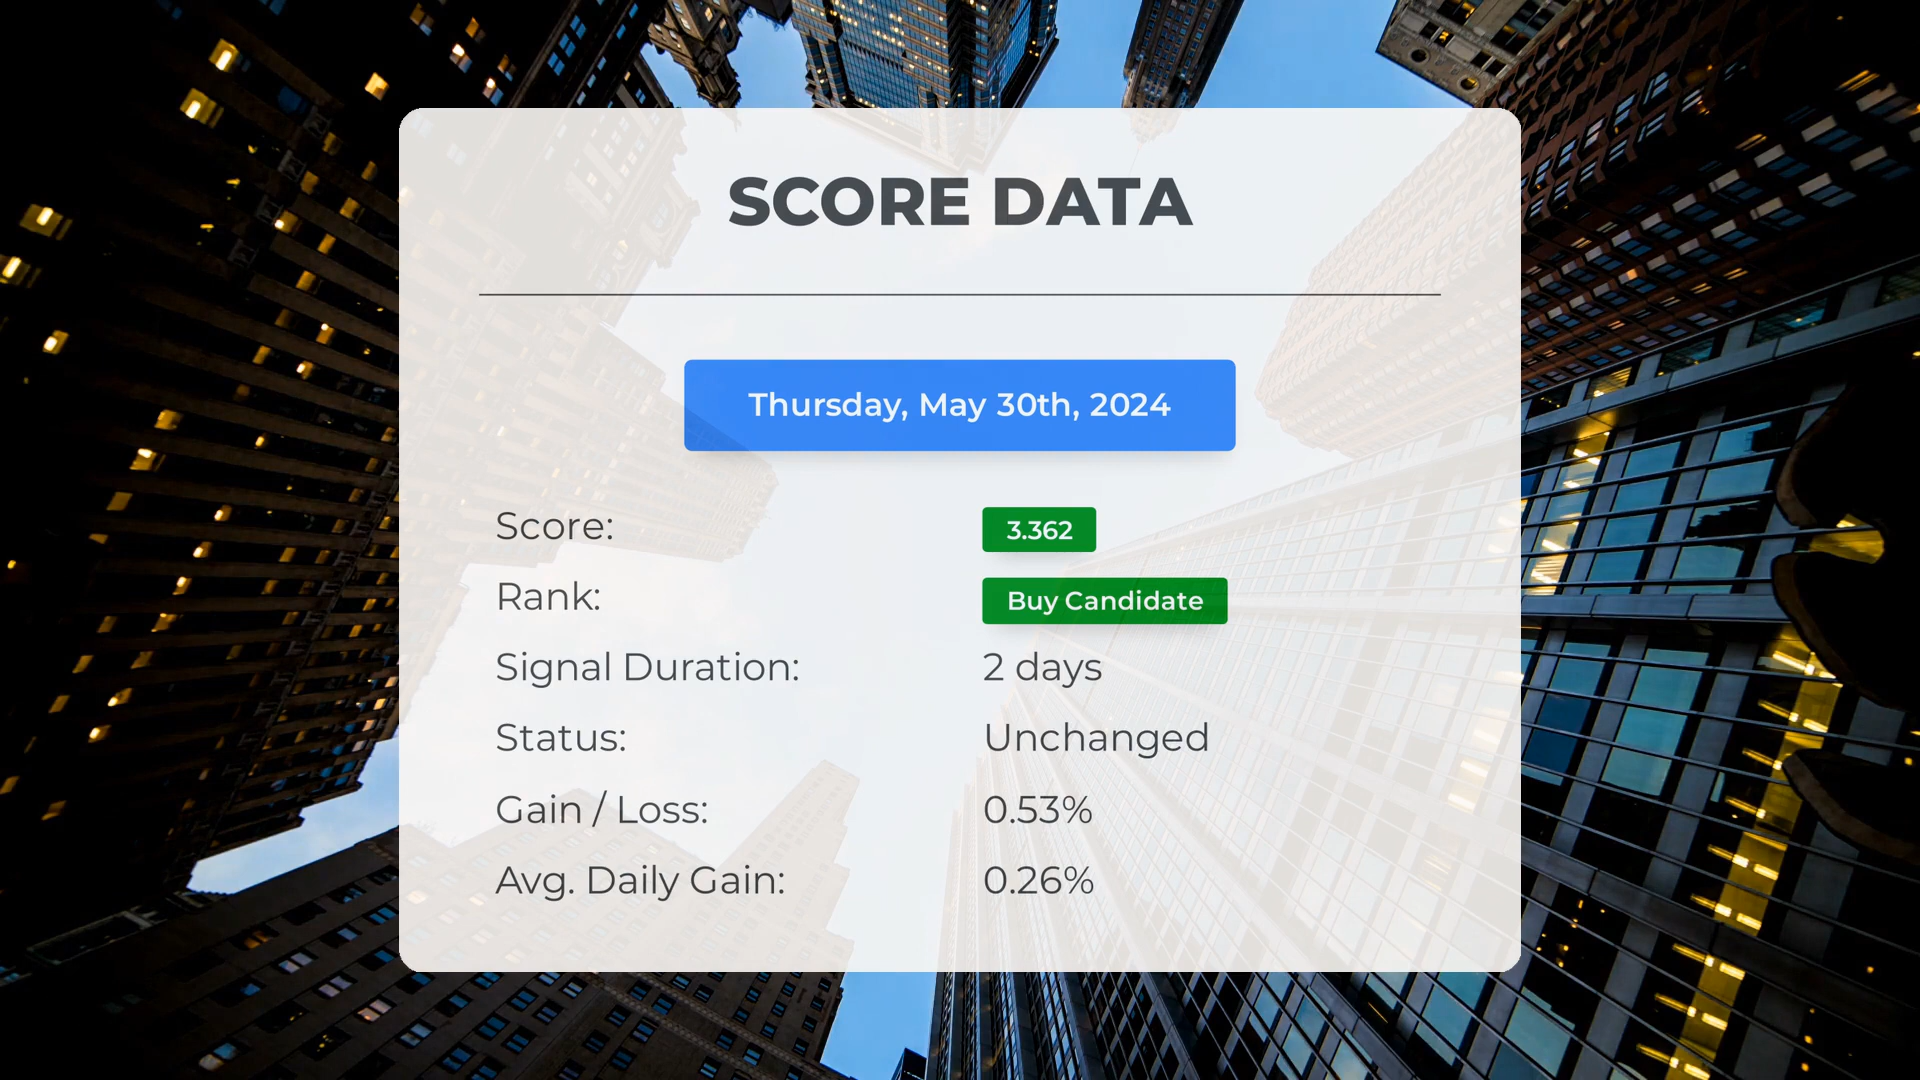 SCORE DATA
Thursday, May 30th, 2024
Score: 3.362
Rank: Buy Candidate
Signal Duration: 2 days
Status: Unchanged
Gain / Loss: 0.53%
Avg. Daily Gain: 0.26%